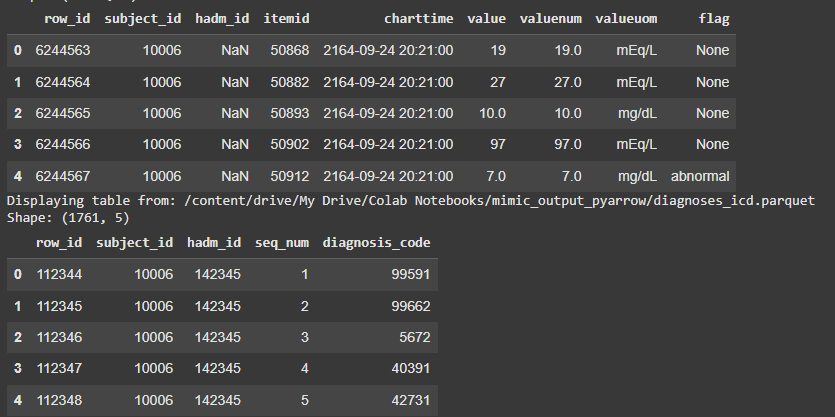 row_id subject_id hadm_id itemid charttime value valuenum valueuom flag
0 6244563 10006 NaN 50868 2164-09-24 20:21:00 19 19.0 mEq/L None
1 6244564 10006 NaN 50882 2164-09-24 20:21:00 27 27.0 mEq/L None
2 6244565 10006 NaN 50893 2164-09-24 20:21:00 10.0 10.0 mg/dL None
3 6244566 10006 NaN 50902 2164-09-24 20:21:00 97 97.0 mEq/L None
4 6244567 10006 NaN 50912 2164-09-24 20:21:00 7.0 7.0 mg/dL abnormal
Displaying table from: /content/drive/My Drive/Colab Notebooks/mimic_output_pyarrow/diagnoses_icd.parquet
Shape: (1761, 5)
row_id subject_id hadm_id seq_num diagnosis_code
0 112344 10006 142345 1 99591
1 112345 10006 142345 2 99662
2 112346 10006 142345 3 5672
3 112347 10006 142345 4 40391
4 112348 10006 142345 5 42731